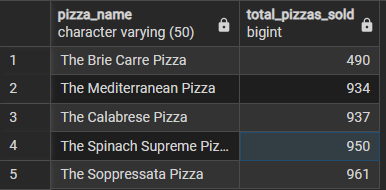 pizza_name total_pizzas_sold
character varying (50) bigint
1 The Brie Carre Pizza 490
2 The Mediterranean Pizza 934
3 The Calabrese Pizza 937
4 The Spinach Supreme Piz... 950
5 The Soppressata Pizza 961